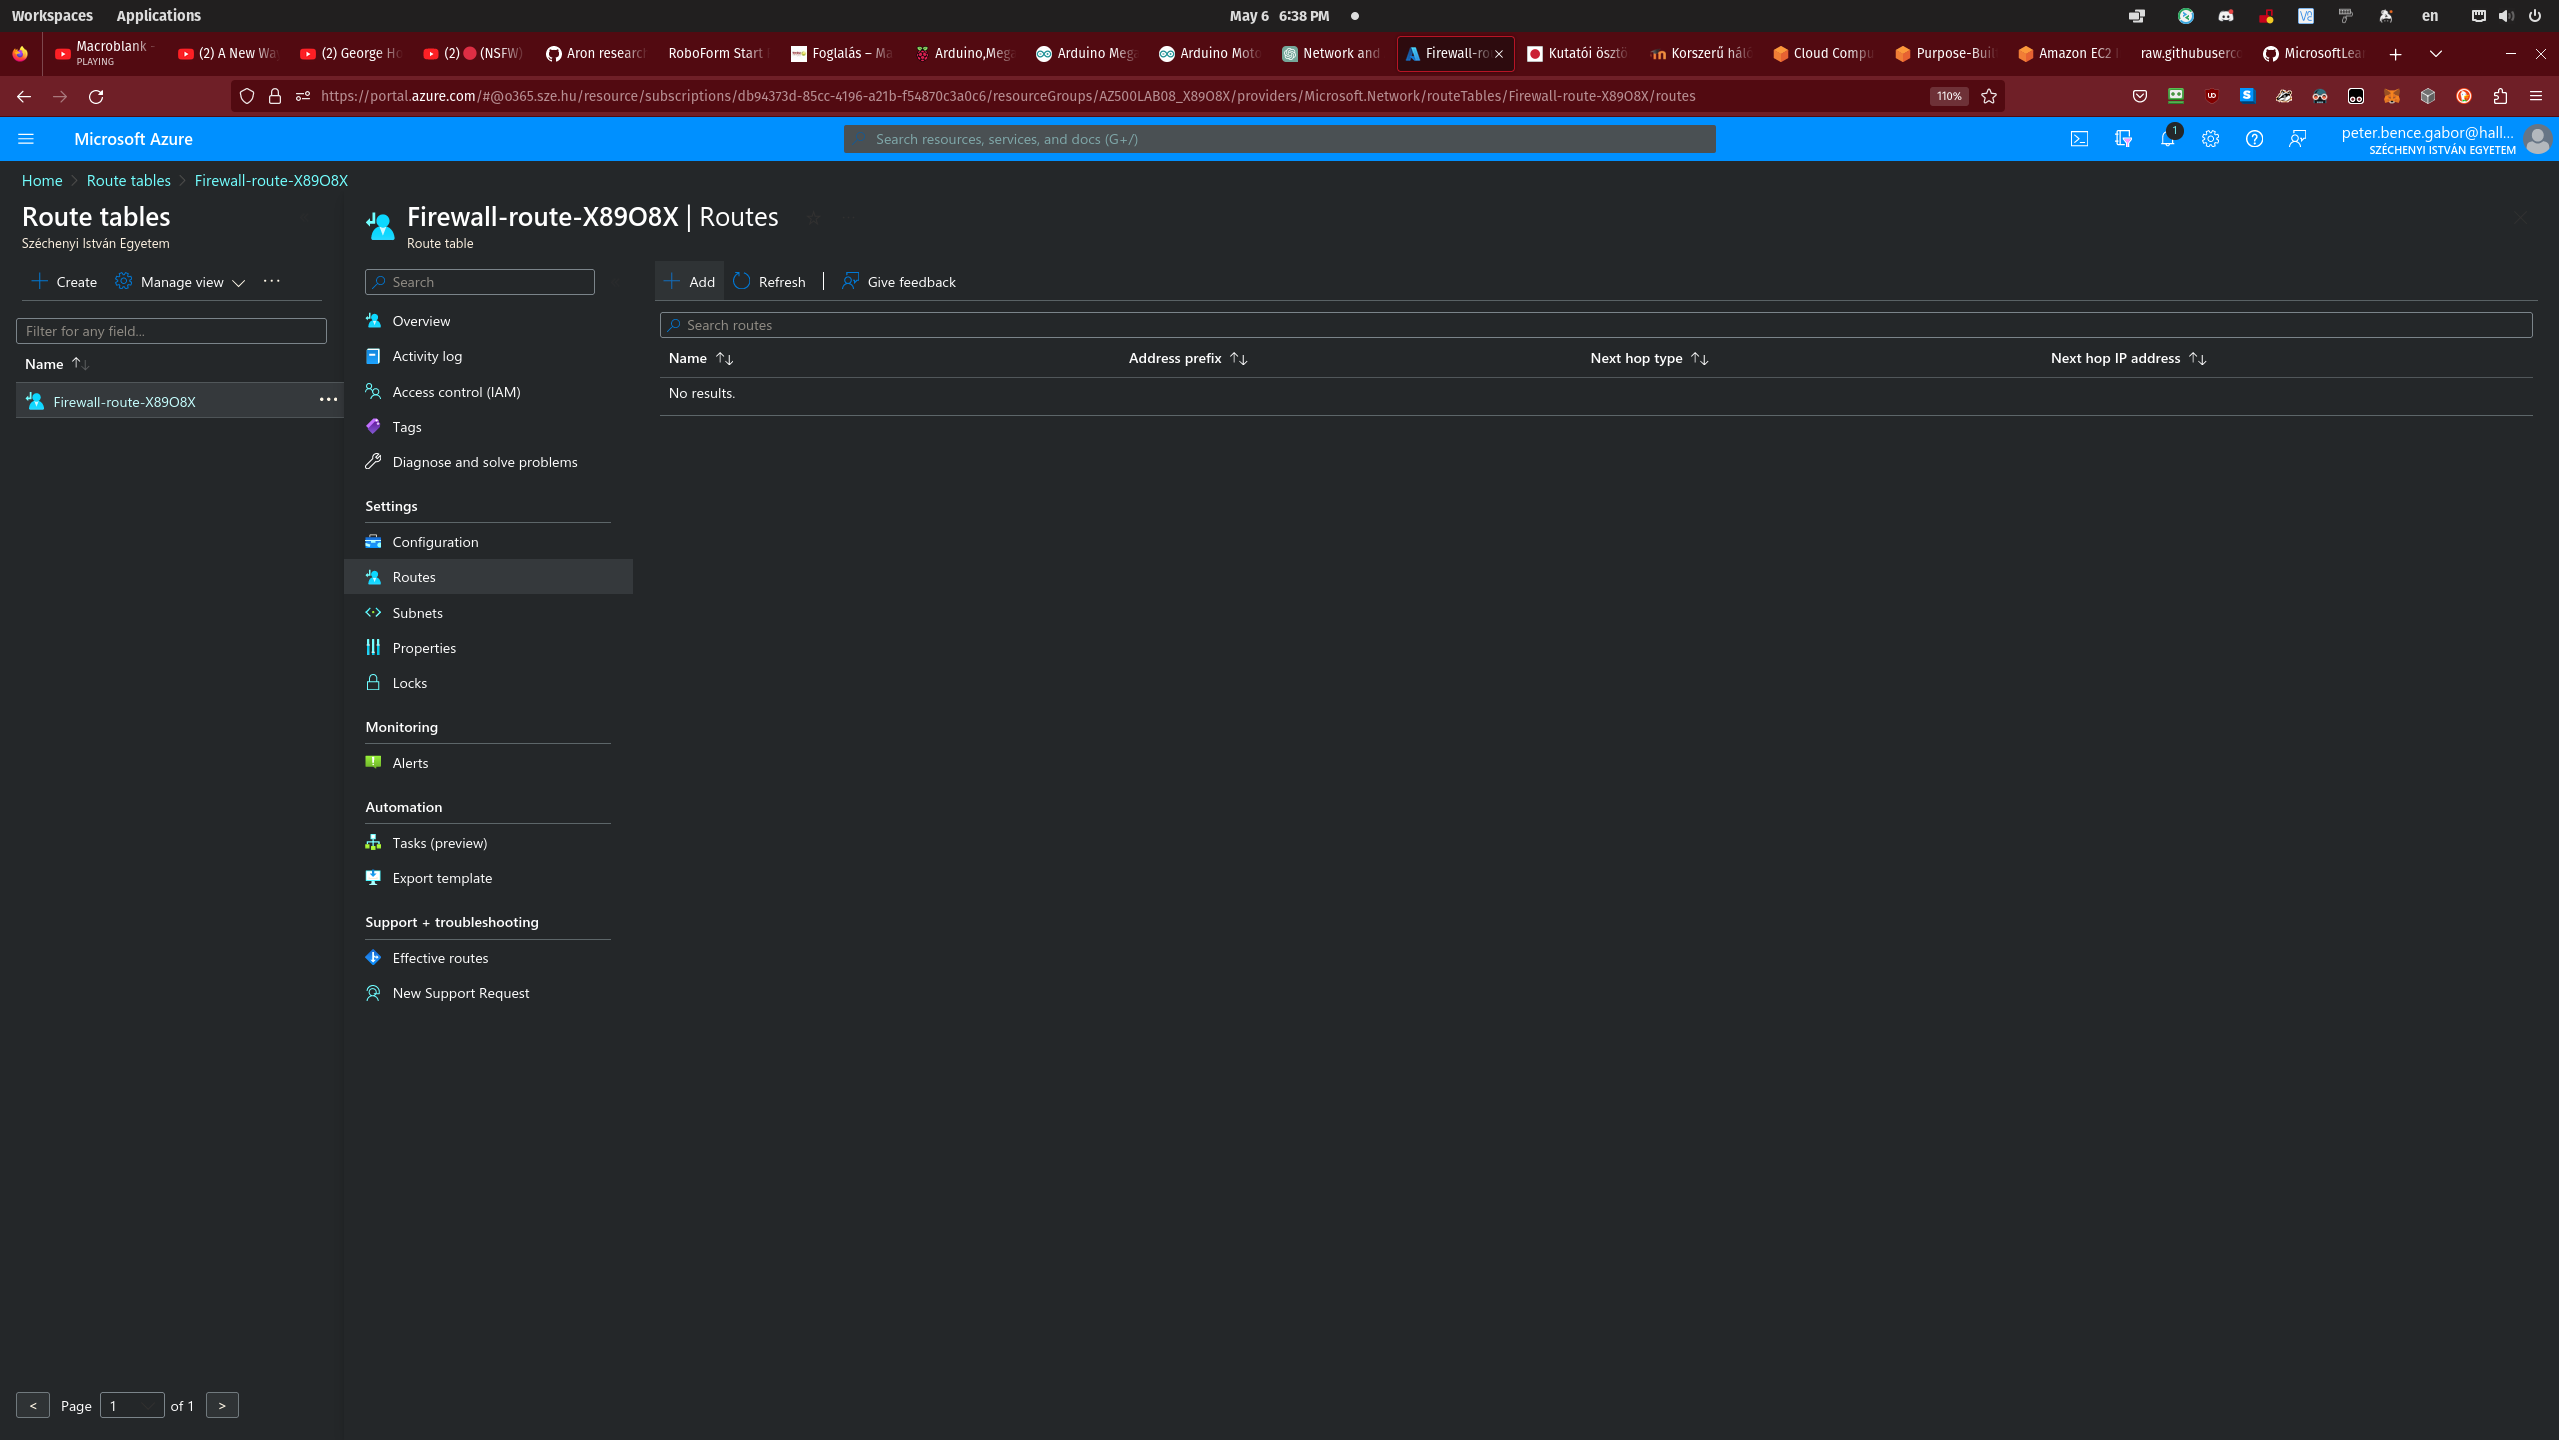 Workspaces Applications May 6 6:38 PM en
Macroblank -
PLAYING
(2) A New Wa
(2) George Ho
(2) (NSFW)
Aron research
RoboForm Start
Foglalás – Ma
Arduino,Mega
Arduino Mega
Arduino Moto
Network and
Firewall-ro
Kutatói ösztö
Korszerű háló
Cloud Compu
Purpose-Buil
Amazon EC2
raw.githubuserco
MicrosoftLear
https://portal.azure.com/#@o365.sze.hu/resource/subscriptions/db94373d-85cc-4196-a21b-f54870c3a0c6/resourceGroups/AZ500LAB08_X89O8X/providers/Microsoft.Network/routeTables/Firewall-route-X89O8X/routes 110%
Microsoft Azure
Search resources, services, and docs (G+/)
1
peter.bence.gabor@hall...
SZÉCHENYI ISTVÁN EGYETEM
Home > Route tables > Firewall-route-X89O8X
Route tables
Széchenyi István Egyetem
Create Manage view ...
Filter for any field...
Name
Firewall-route-X89O8X ...
< Page 1 of 1 >
Firewall-route-X89O8X | Routes
Route table
Search
Overview
Activity log
Access control (IAM)
Tags
Diagnose and solve problems
Settings
Configuration
Routes
Subnets
Properties
Locks
Monitoring
Alerts
Automation
Tasks (preview)
Export template
Support + troubleshooting
Effective routes
New Support Request
Add Refresh Give feedback
Search routes
Name Address prefix Next hop type Next hop IP address
No results.